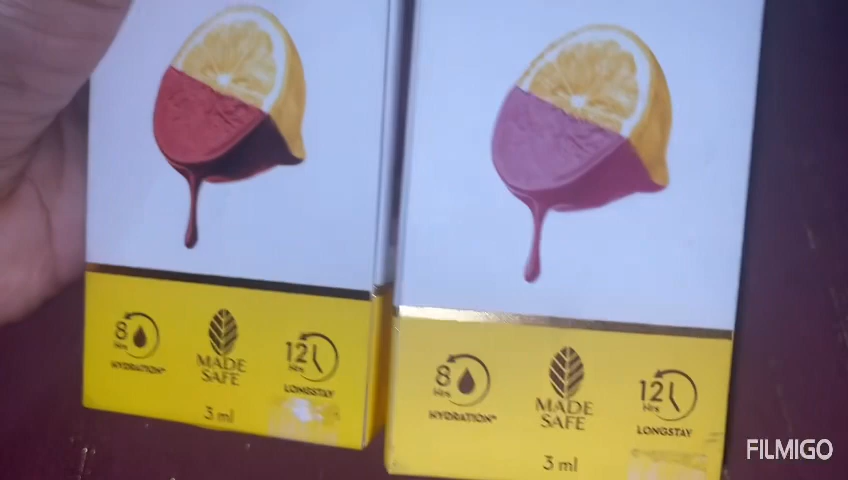 8 Hrs
HYDRATION*
MADE
SAFE
12 Hrs
LONGSTAY
3 ml
8 Hrs
HYDRATION*
MADE
SAFE
12 Hrs
LONGSTAY
3 ml
FILMIGO